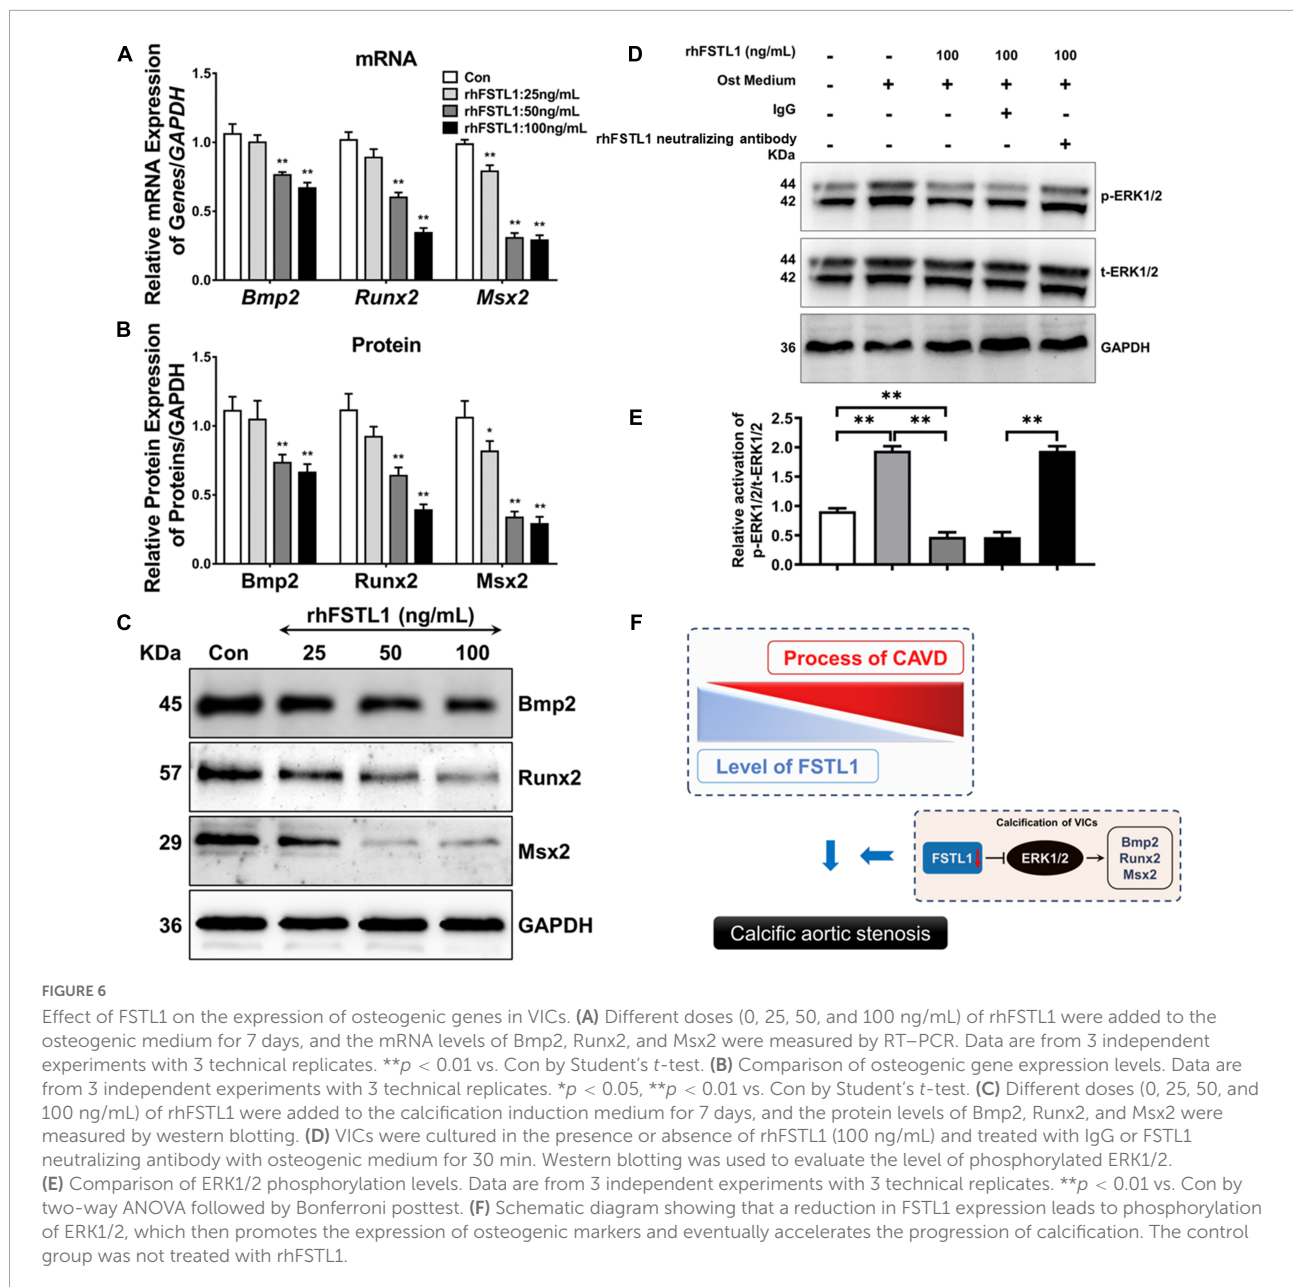 A
mRNA
Relative mRNA Expression
of Genes/GAPDH
1.5
1.0
0.5
0.0
Con
rhFSTL1:25ng/mL
rhFSTL1:50ng/mL
rhFSTL1:100ng/mL
** ** ** ** ** ** **
Bmp2 Runx2 Msx2
B
Protein
Relative Protein Expression
of Proteins/GAPDH
1.5
1.0
0.5
0.0
** ** ** ** * ** **
Bmp2 Runx2 Msx2
C
rhFSTL1 (ng/mL)
KDa Con 25 50 100
45 Bmp2
57 Runx2
29 Msx2
36 GAPDH
D
rhFSTL1 (ng/mL) - - 100 100 100
Ost Medium - + + + +
IgG - - - + -
rhFSTL1 neutralizing antibody - - - - +
KDa
44
42
p-ERK1/2
44
42
t-ERK1/2
36 GAPDH
E
Relative activation of
p-ERK1/2/t-ERK1/2
2.5
2.0
1.5
1.0
0.5
0.0
**
** ** **
F
Process of CAVD
Level of FSTL1
Calcification of VICs
FSTL1 ERK1/2
Bmp2
Runx2
Msx2
Calcific aortic stenosis
FIGURE 6
Effect of FSTL1 on the expression of osteogenic genes in VICs. (A) Different doses (0, 25, 50, and 100 ng/mL) of rhFSTL1 were added to the
osteogenic medium for 7 days, and the mRNA levels of Bmp2, Runx2, and Msx2 were measured by RT–PCR. Data are from 3 independent
experiments with 3 technical replicates. **p < 0.01 vs. Con by Student's t-test. (B) Comparison of osteogenic gene expression levels. Data are
from 3 independent experiments with 3 technical replicates. *p < 0.05, **p < 0.01 vs. Con by Student's t-test. (C) Different doses (0, 25, 50, and
100 ng/mL) of rhFSTL1 were added to the calcification induction medium for 7 days, and the protein levels of Bmp2, Runx2, and Msx2 were
measured by western blotting. (D) VICs were cultured in the presence or absence of rhFSTL1 (100 ng/mL) and treated with IgG or FSTL1
neutralizing antibody with osteogenic medium for 30 min. Western blotting was used to evaluate the level of phosphorylated ERK1/2.
(E) Comparison of ERK1/2 phosphorylation levels. Data are from 3 independent experiments with 3 technical replicates. **p < 0.01 vs. Con by
two-way ANOVA followed by Bonferroni posttest. (F) Schematic diagram showing that a reduction in FSTL1 expression leads to phosphorylation
of ERK1/2, which then promotes the expression of osteogenic markers and eventually accelerates the progression of calcification. The control
group was not treated with rhFSTL1.